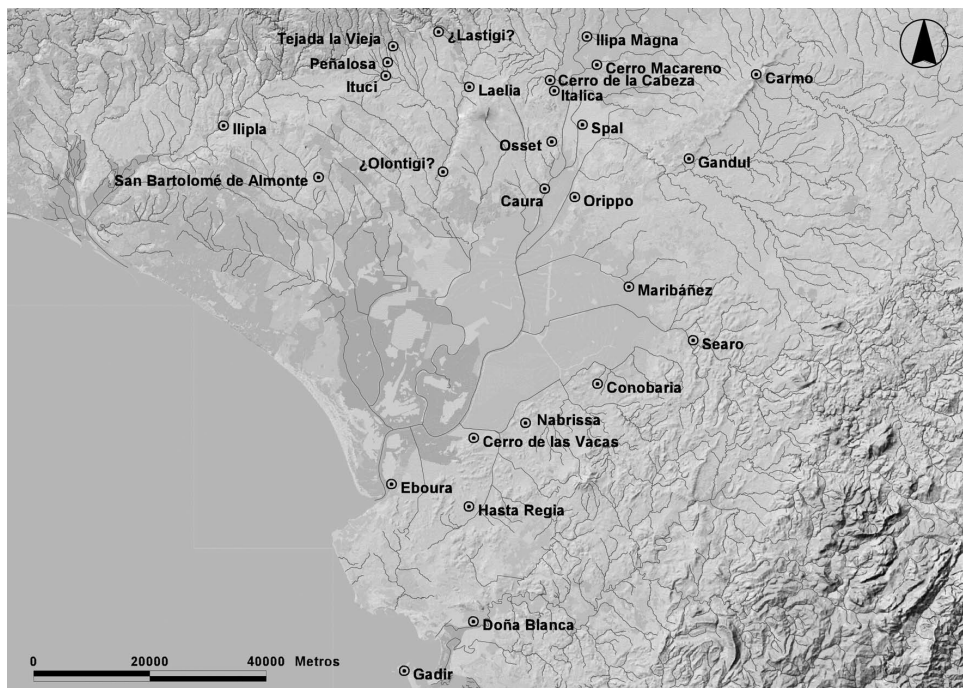 ¿Lastigi?
Tejada la Vieja
Ilipa Magna
Peñalosa
Cerro Macareno
Ituci
Carmo
Cerro de la Cabeza
Laelia
Italica
Ilipla
Spal
Osset
Gandul
¿Olontigi?
San Bartolomé de Almonte
Caura
Orippo
Maribáñez
Searo
Conobaria
Nabrissa
Cerro de las Vacas
Eboura
Hasta Regia
Doña Blanca
Gadir
0 20000 40000 Metros